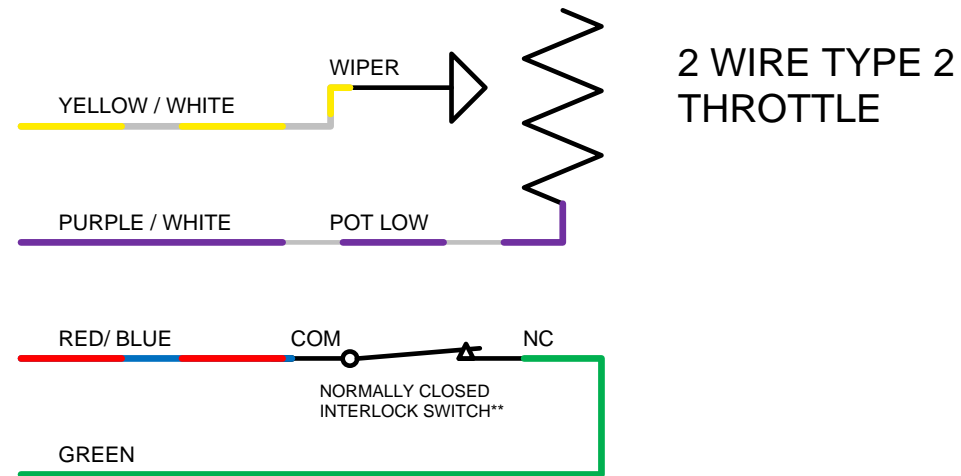 2 WIRE TYPE 2
THROTTLE
WIPER
YELLOW / WHITE
PURPLE / WHITE POT LOW
RED/ BLUE COM NC
NORMALLY CLOSED
INTERLOCK SWITCH**
GREEN